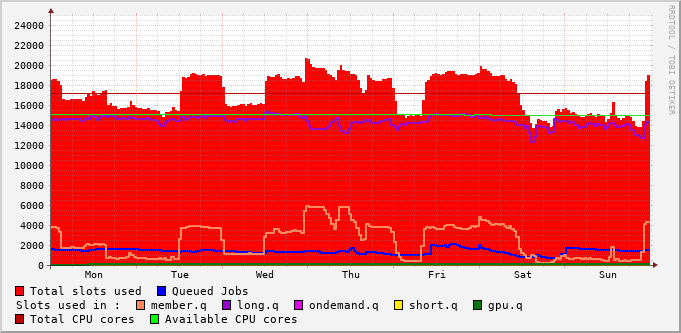 RRDTOOL / TOBI OETIKER
24000
22000
20000
18000
16000
14000
12000
10000
8000
6000
4000
2000
0
Mon Tue Wed Thu Fri Sat Sun
Total slots used Queued Jobs
Slots used in : member.q long.q ondemand.q short.q gpu.q
Total CPU cores Available CPU cores